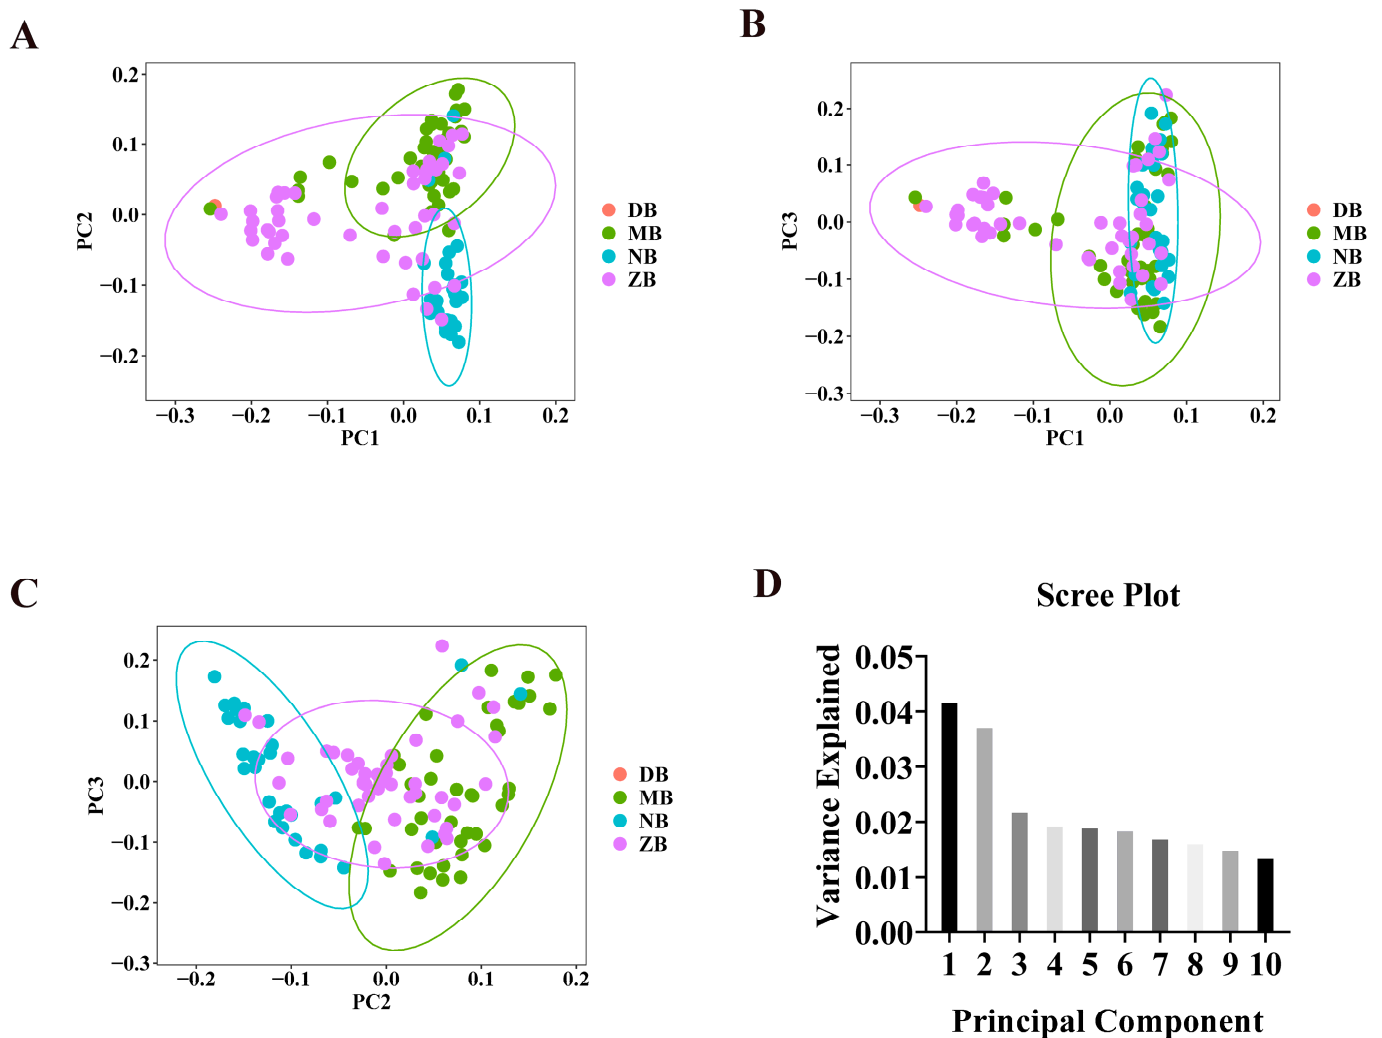 A
0.2
0.1
0.0
−0.1
−0.2
PC2
−0.3 −0.2 −0.1 0.0 0.1 0.2
PC1
DB
MB
NB
ZB
B
0.2
0.1
0.0
−0.1
−0.2
−0.3
PC3
−0.3 −0.2 −0.1 0.0 0.1 0.2
PC1
DB
MB
NB
ZB
C
0.2
0.1
0.0
−0.1
−0.2
−0.3
PC3
−0.2 −0.1 0.0 0.1 0.2
PC2
DB
MB
NB
ZB
D
Scree Plot
0.05
0.04
0.03
0.02
0.01
0.00
Variance Explained
1 2 3 4 5 6 7 8 9 10
Principal Component